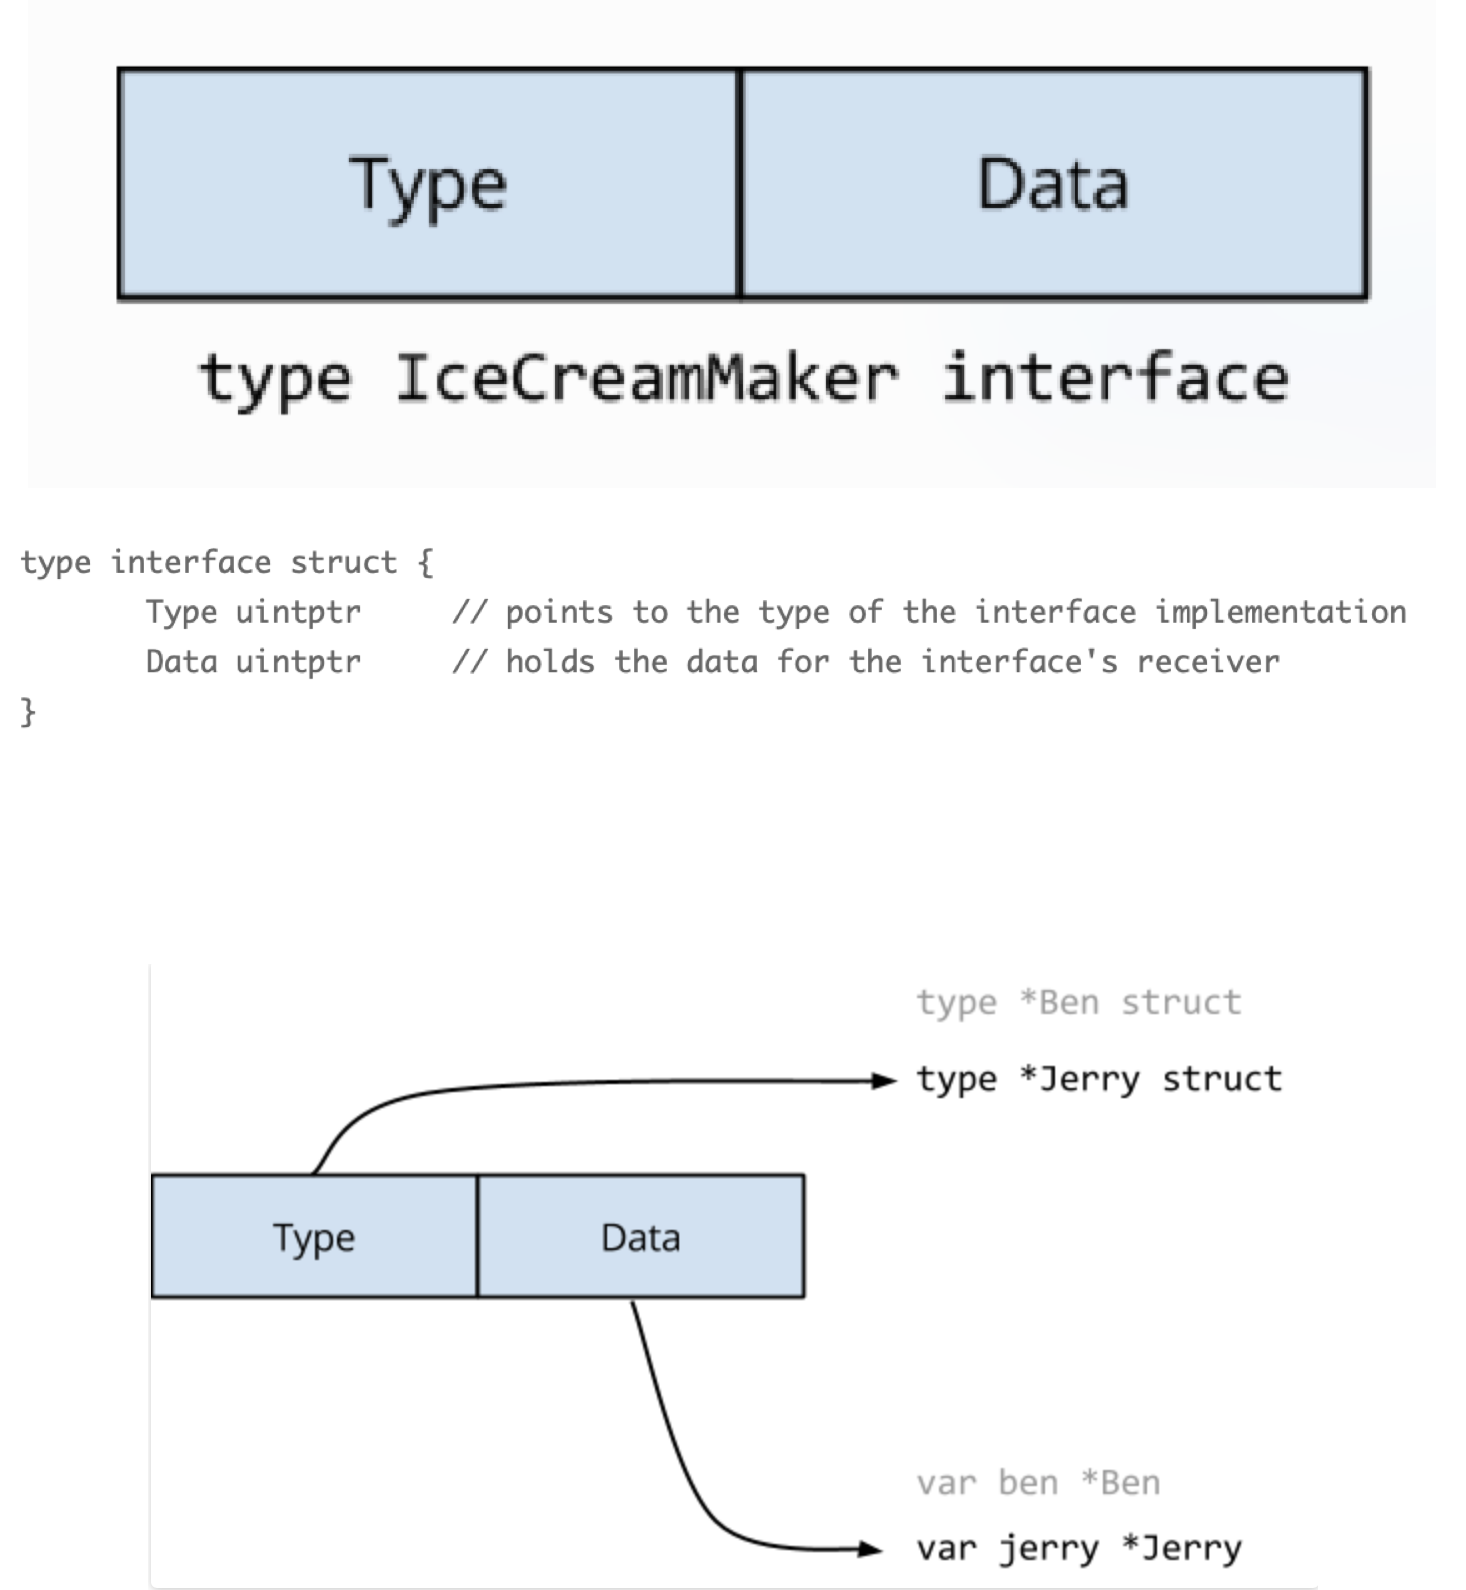 Type Data
type IceCreamMaker interface
type interface struct {
Type uintptr // points to the type of the interface implementation
Data uintptr // holds the data for the interface's receiver
}
type *Ben struct
type *Jerry struct
Type Data
var ben *Ben
var jerry *Jerry